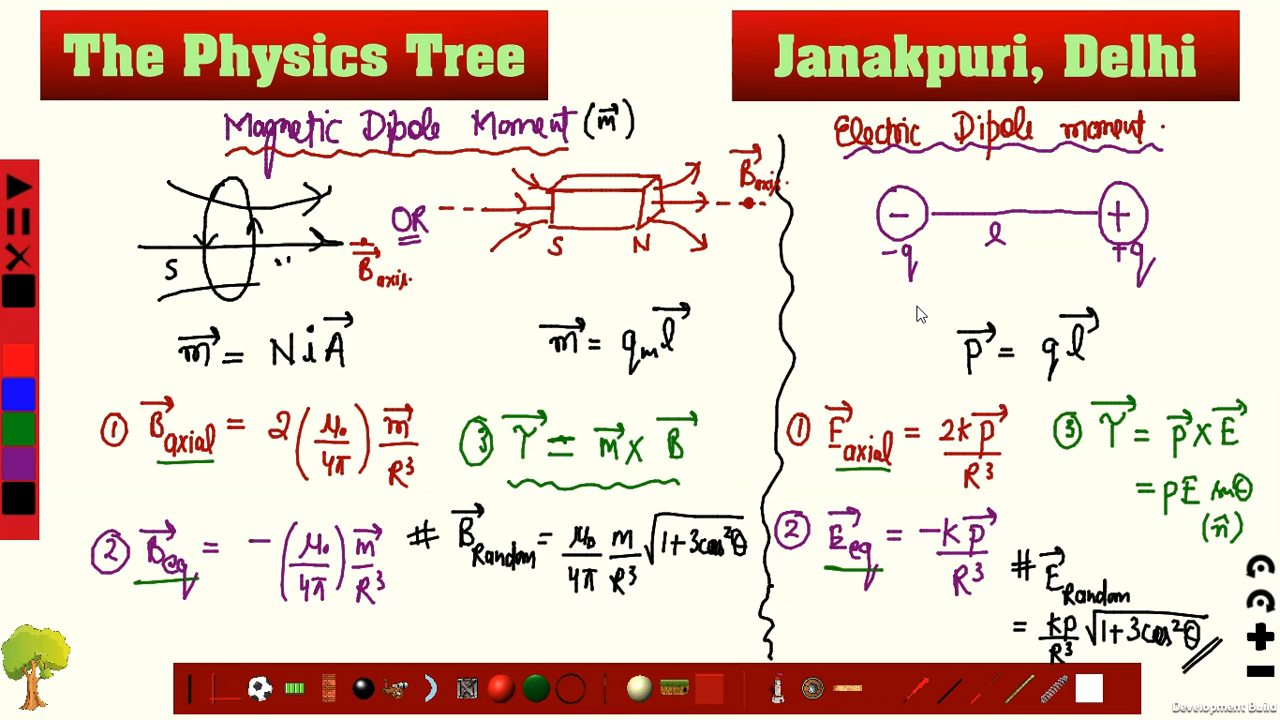 The Physics Tree
Janakpuri, Delhi
Magnetic Dipole Moment (m⃗)
S
B⃗axis.
OR
S N
B⃗axis.
m⃗ = N i A⃗
m⃗ = qₘ l⃗
① B⃗axial = 2 (μ₀/4π) m⃗/R³
③ τ⃗ = m⃗ × B⃗
② B⃗eq = - (μ₀/4π) m⃗/R³
# B⃗Random = μ₀/4π m/R³ √(1+3cos²θ)
Electric Dipole moment.
- +
l
-q +q
p⃗ = q l⃗
① E⃗axial = 2kp⃗/R³
③ τ⃗ = p⃗ × E⃗
= pE sinθ
(n̂)
② E⃗eq = -kp⃗/R³
# E⃗Random
= kp/R³ √(1+3cos²θ)
Development Build